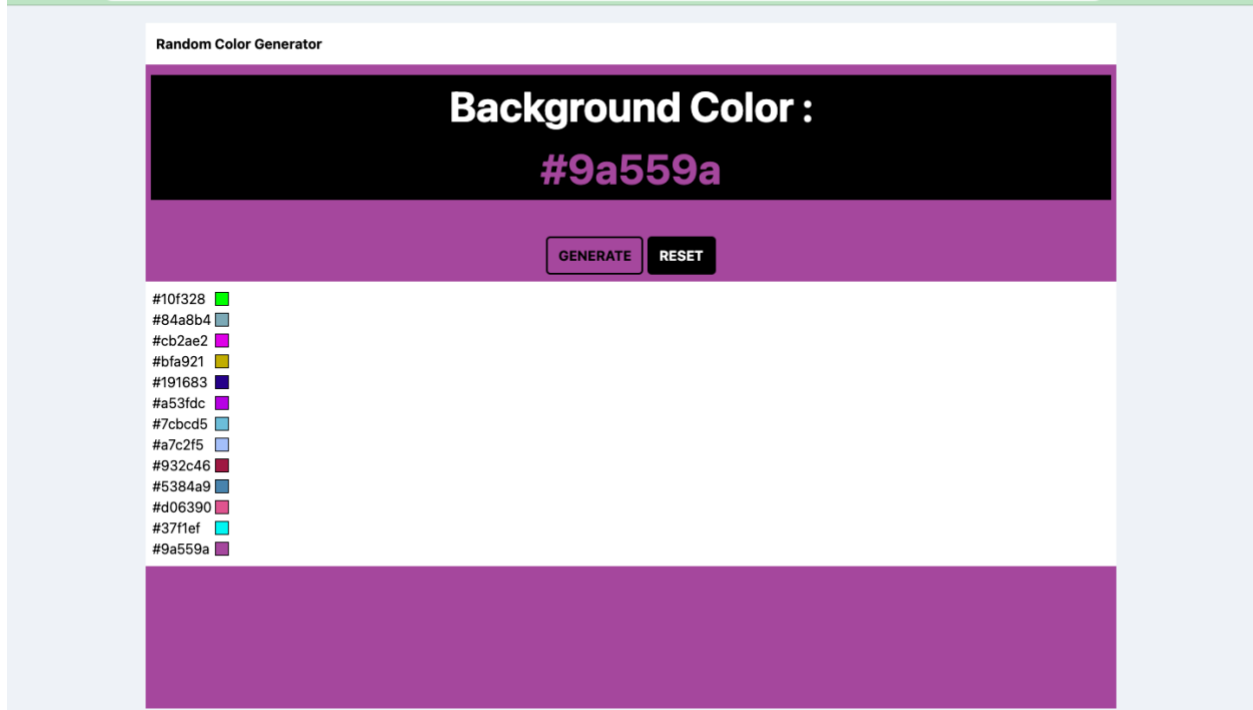 Random Color Generator
Background Color :
#9a559a
GENERATE RESET
#10f328
#84a8b4
#cb2ae2
#bfa921
#191683
#a53fdc
#7cbcd5
#a7c2f5
#932c46
#5384a9
#d06390
#37f1ef
#9a559a